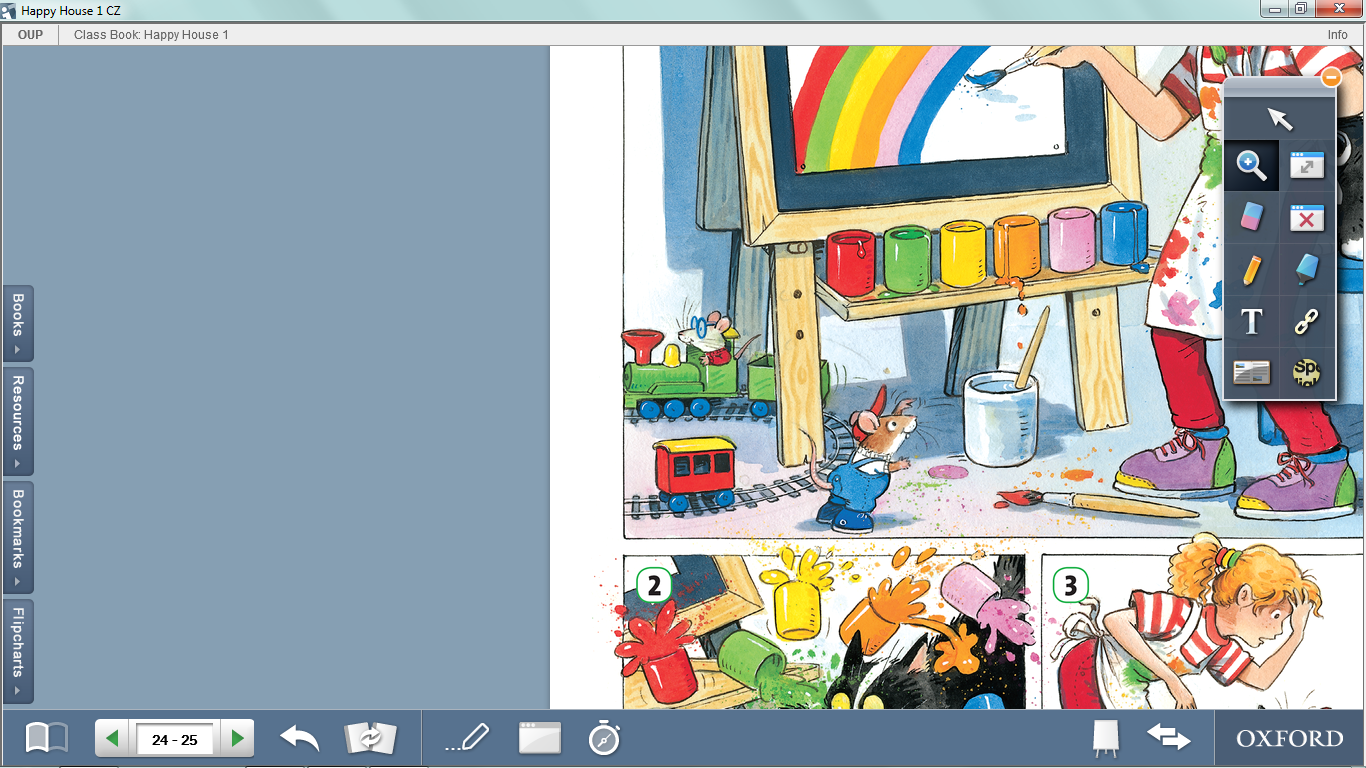 Happy House 1 CZ
OUP
Class Book: Happy House 1
Info
Books
Resources
Bookmarks
Flipcharts
T
Spo
2
3
24 - 25
OXFORD